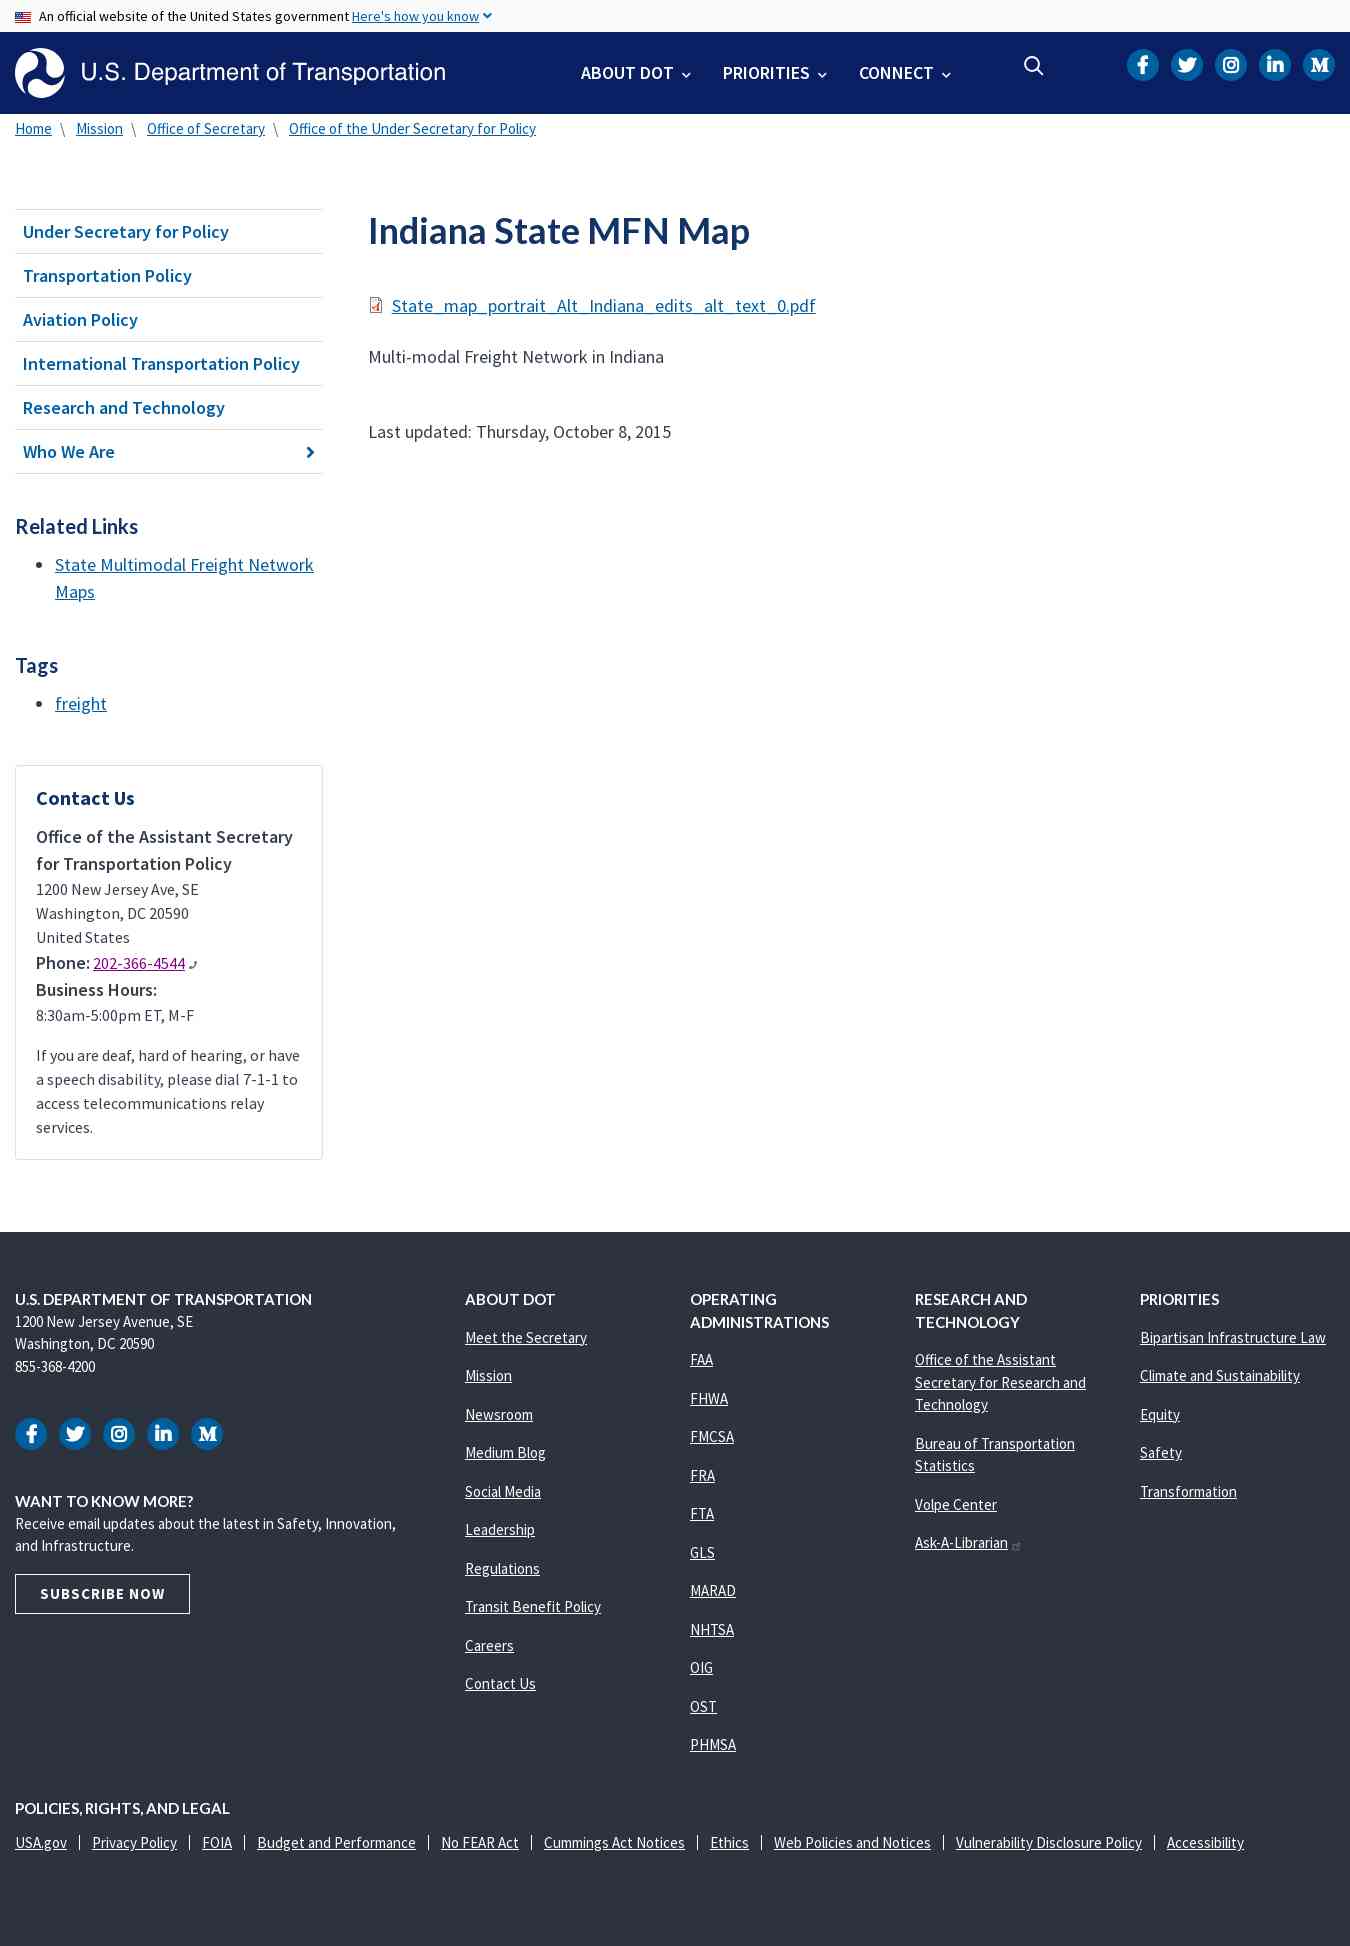 An official website of the United States government Here's how you know
U.S. Department of Transportation
ABOUT DOT
PRIORITIES
CONNECT
Home \ Mission \ Office of Secretary \ Office of the Under Secretary for Policy
Under Secretary for Policy
Transportation Policy
Aviation Policy
International Transportation Policy
Research and Technology
Who We Are
Related Links
State Multimodal Freight Network
Maps
Tags
freight
Contact Us
Office of the Assistant Secretary
for Transportation Policy
1200 New Jersey Ave, SE
Washington, DC 20590
United States
Phone: 202-366-4544
Business Hours:
8:30am-5:00pm ET, M-F
If you are deaf, hard of hearing, or have
a speech disability, please dial 7-1-1 to
access telecommunications relay
services.
Indiana State MFN Map
State_map_portrait_Alt_Indiana_edits_alt_text_0.pdf
Multi-modal Freight Network in Indiana
Last updated: Thursday, October 8, 2015
U.S. DEPARTMENT OF TRANSPORTATION
1200 New Jersey Avenue, SE
Washington, DC 20590
855-368-4200
WANT TO KNOW MORE?
Receive email updates about the latest in Safety, Innovation,
and Infrastructure.
SUBSCRIBE NOW
ABOUT DOT
Meet the Secretary
Mission
Newsroom
Medium Blog
Social Media
Leadership
Regulations
Transit Benefit Policy
Careers
Contact Us
OPERATING
ADMINISTRATIONS
FAA
FHWA
FMCSA
FRA
FTA
GLS
MARAD
NHTSA
OIG
OST
PHMSA
RESEARCH AND
TECHNOLOGY
Office of the Assistant
Secretary for Research and
Technology
Bureau of Transportation
Statistics
Volpe Center
Ask-A-Librarian
PRIORITIES
Bipartisan Infrastructure Law
Climate and Sustainability
Equity
Safety
Transformation
POLICIES, RIGHTS, AND LEGAL
USA.gov | Privacy Policy | FOIA | Budget and Performance | No FEAR Act | Cummings Act Notices | Ethics | Web Policies and Notices | Vulnerability Disclosure Policy | Accessibility